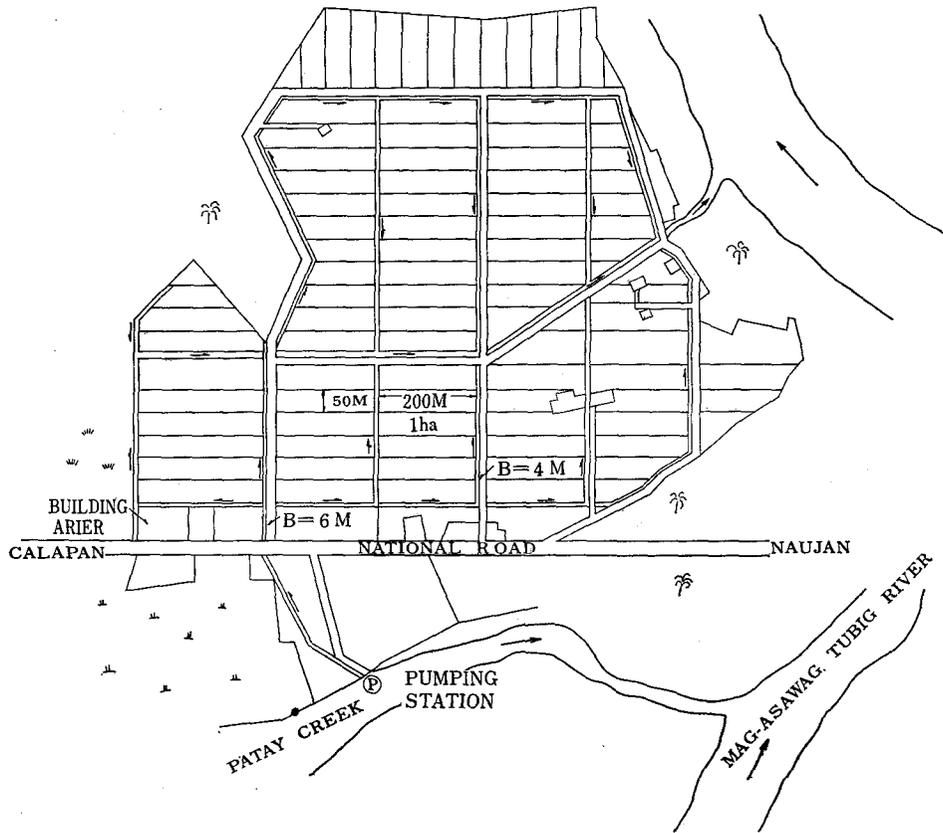 50M
200M
1ha
B=4 M
BUILDING
ARIER
B=6 M
CALAPAN
NATIONAL ROAD
NAUJAN
P
PUMPING
STATION
PATAY CREEK
MAG-ASAWAG TUBIG RIVER